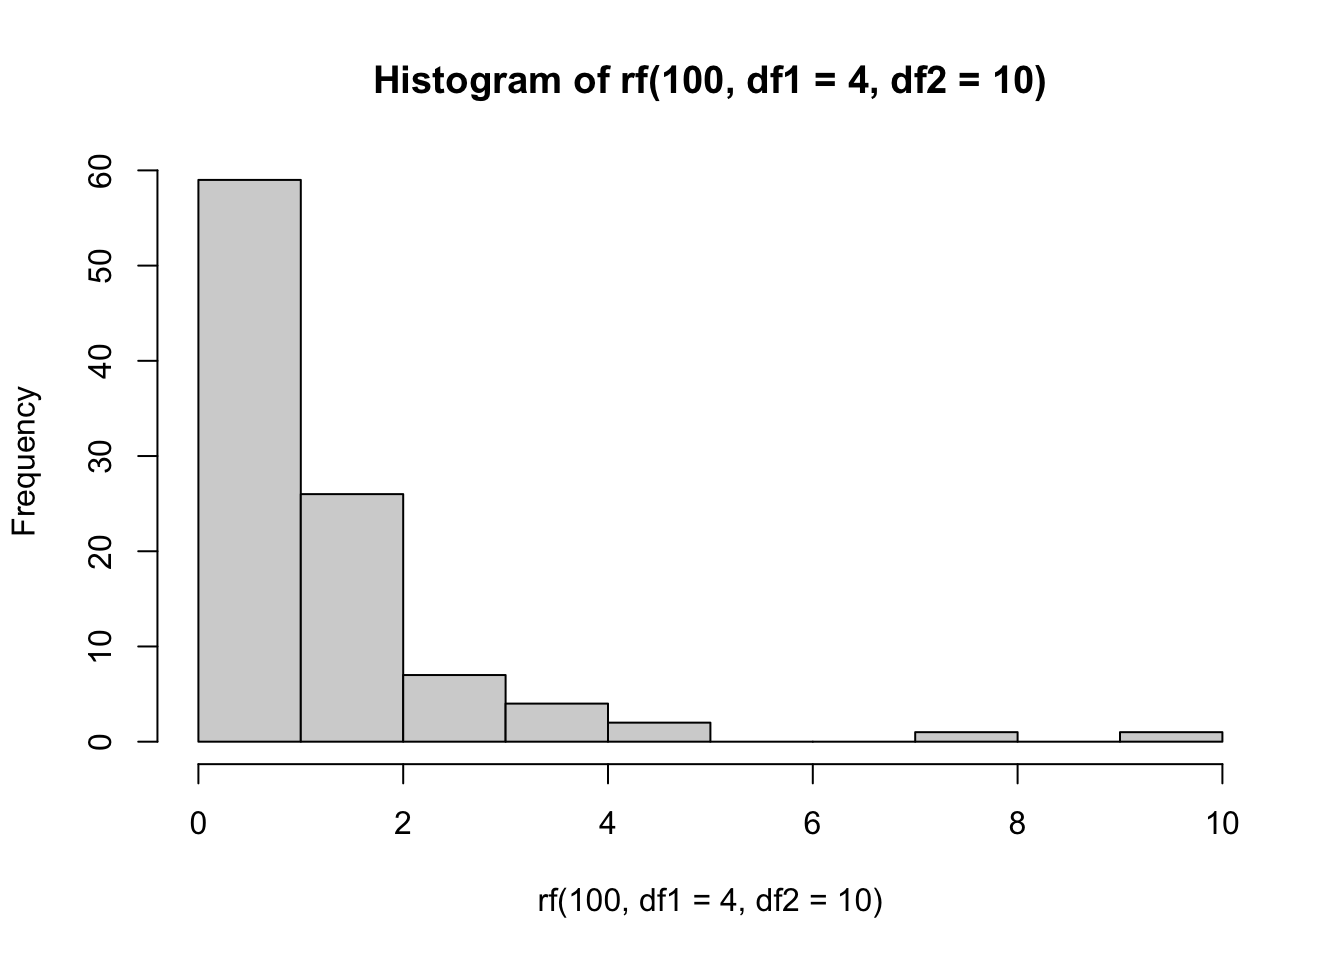 Histogram of rf(100, df1 = 4, df2 = 10)
Frequency
60
50
40
30
20
10
0
0 2 4 6 8 10
rf(100, df1 = 4, df2 = 10)